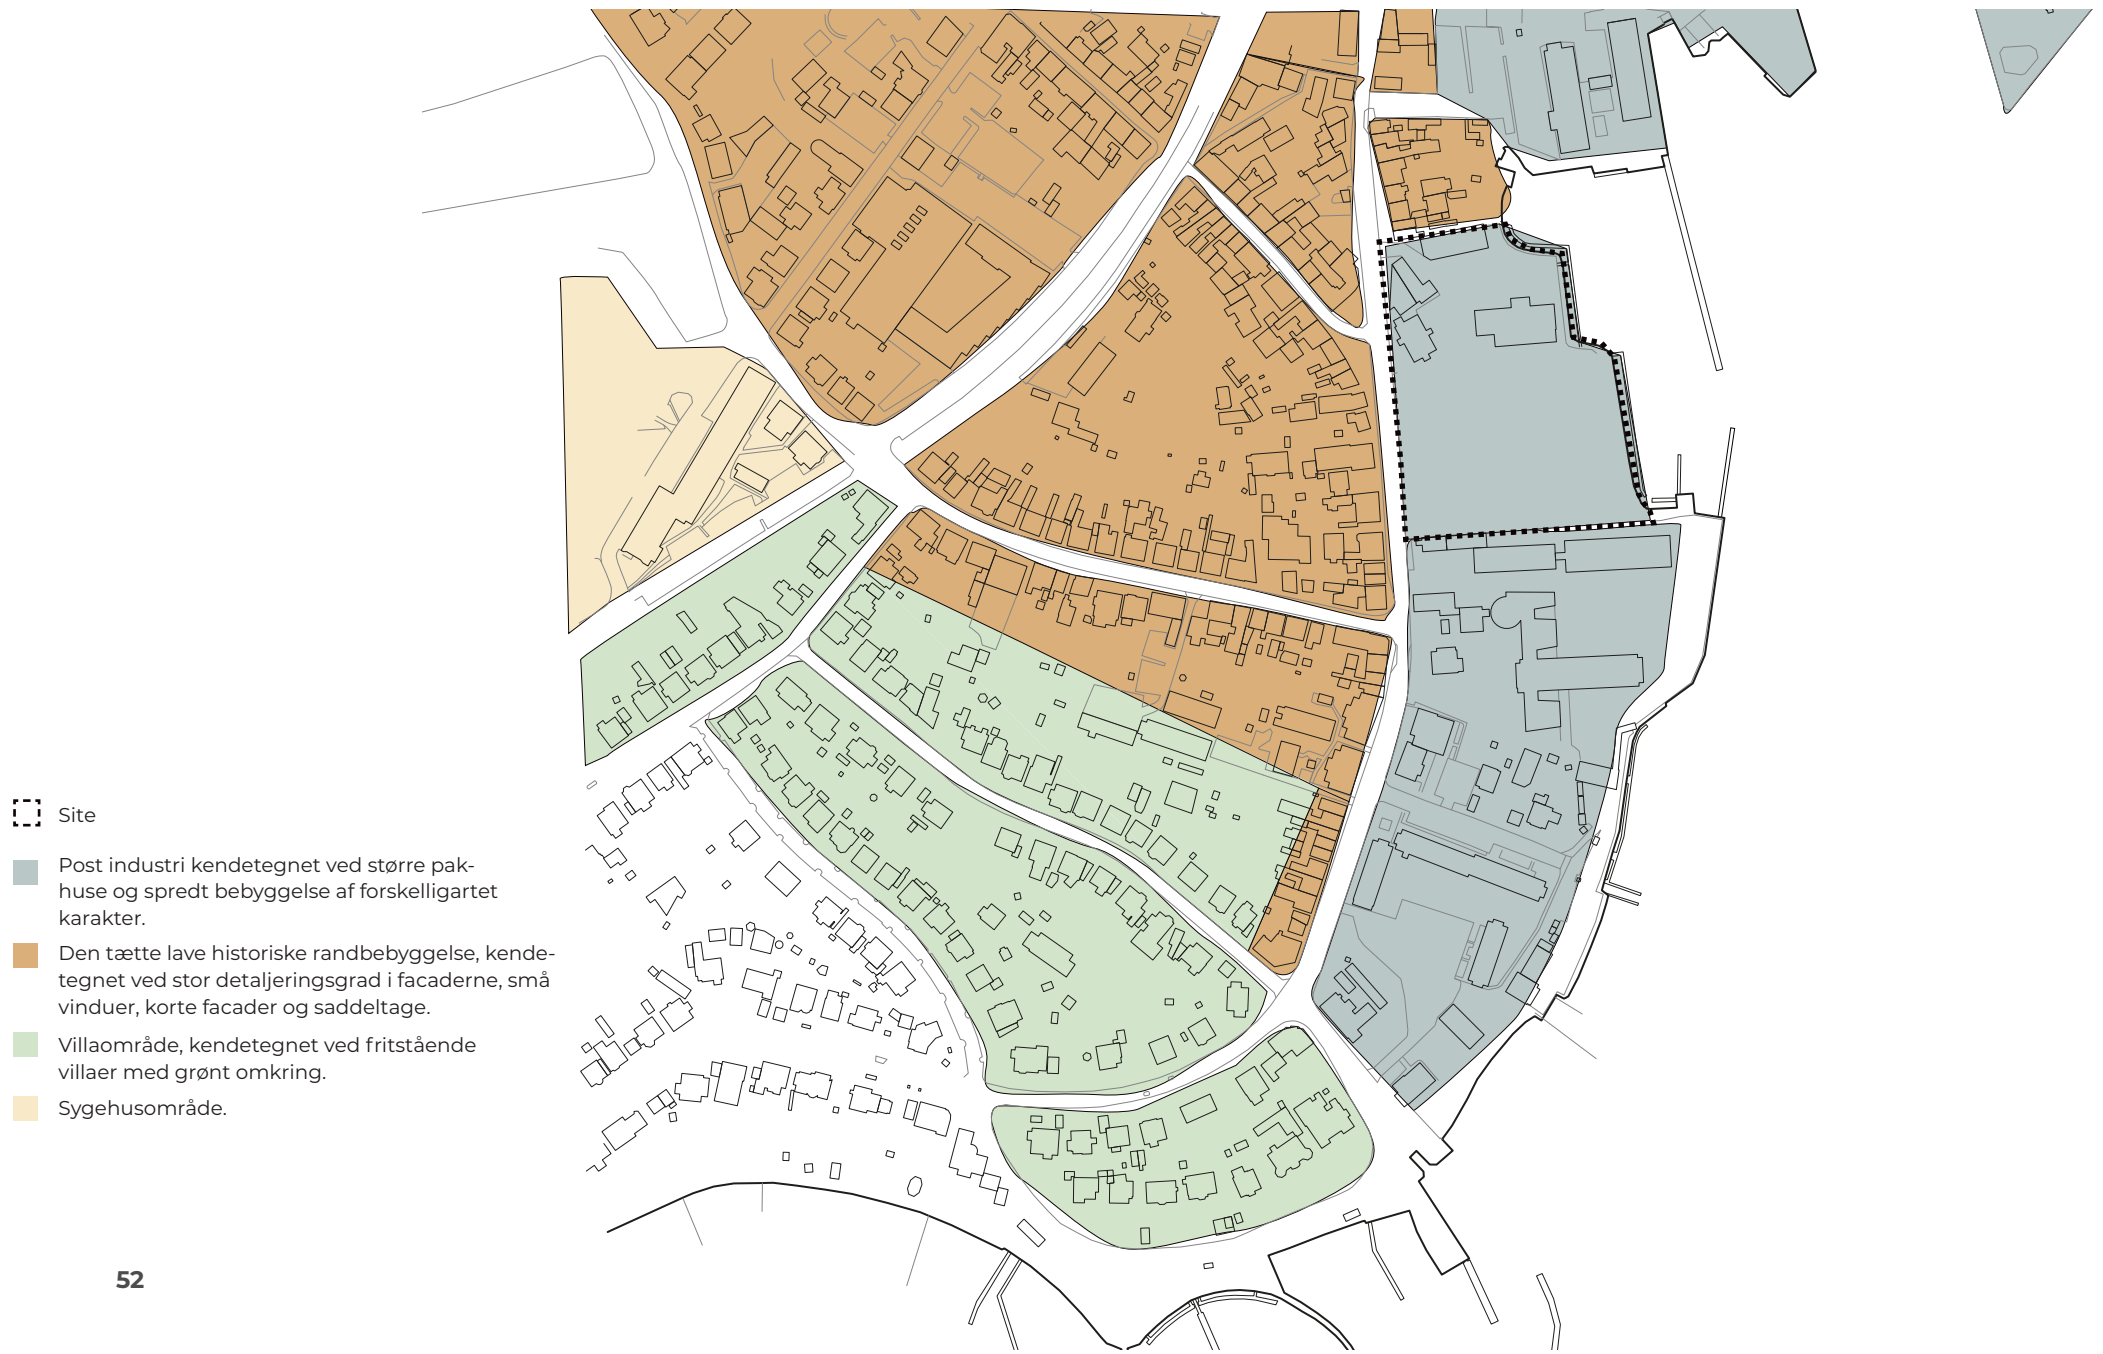 Site
Post industri kendetegnet ved større pak-
huse og spredt bebyggelse af forskelligartet
karakter.
Den tætte lave historiske randbebyggelse, kende-
tegnet ved stor detaljeringsgrad i facaderne, små
vinduer, korte facader og saddeltage.
Villaområde, kendetegnet ved fritstående
villaer med grønt omkring.
Sygehusområde.
52